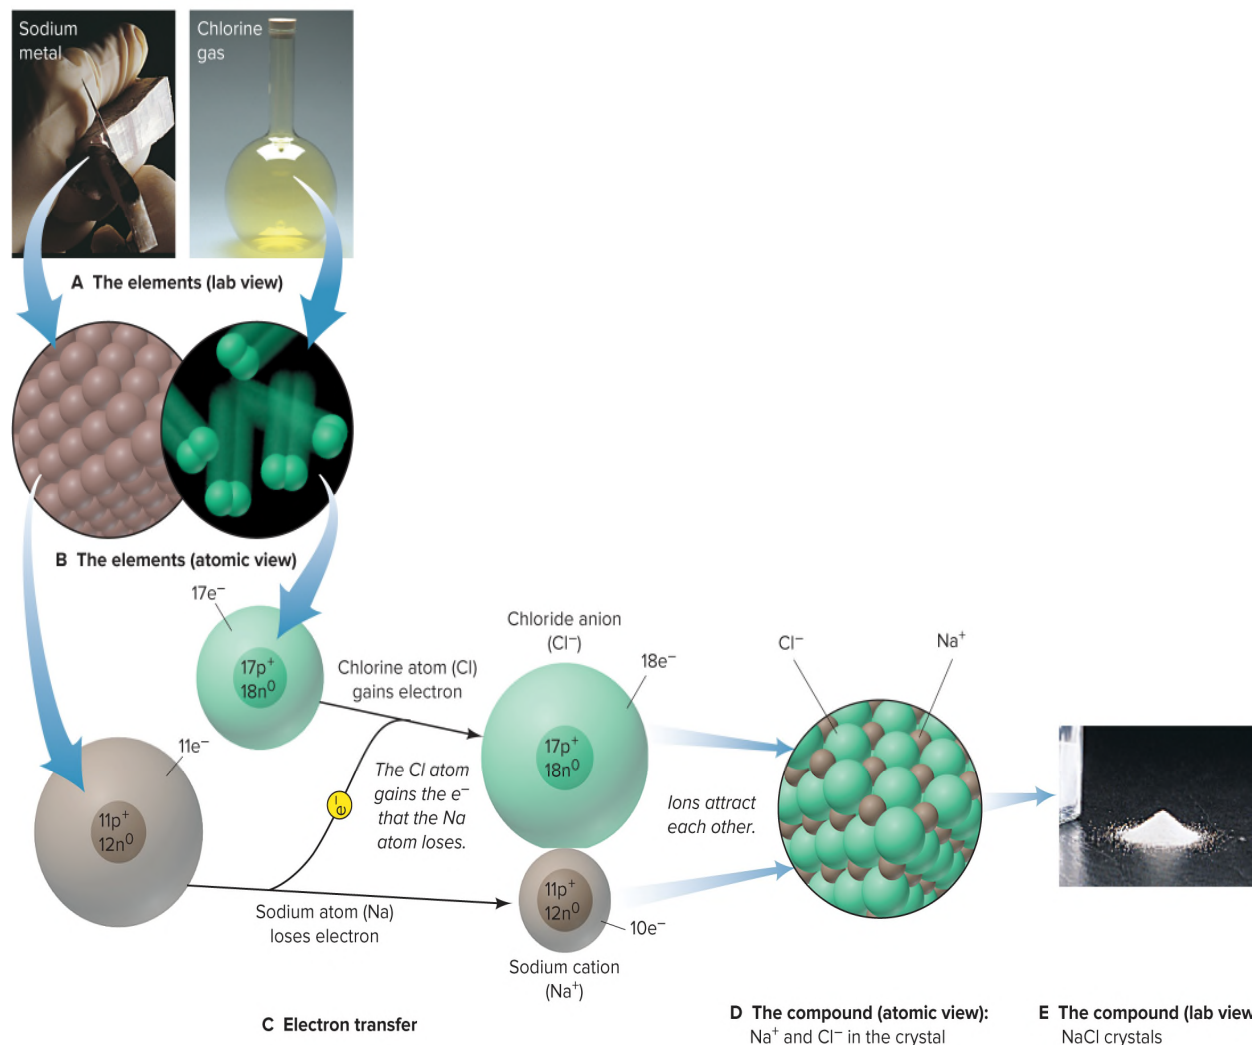 Sodium
metal
Chlorine
gas
A The elements (lab view)
B The elements (atomic view)
17e⁻
17p⁺
18n⁰
Chlorine atom (Cl)
gains electron
Chloride anion
(Cl⁻)
18e⁻
17p⁺
18n⁰
11e⁻
11p⁺
12n⁰
e⁻
The Cl atom
gains the e⁻
that the Na
atom loses.
Sodium atom (Na)
loses electron
11p⁺
12n⁰
10e⁻
Sodium cation
(Na⁺)
Ions attract
each other.
Cl⁻
Na⁺
C Electron transfer
D The compound (atomic view):
Na⁺ and Cl⁻ in the crystal
E The compound (lab view
NaCl crystals